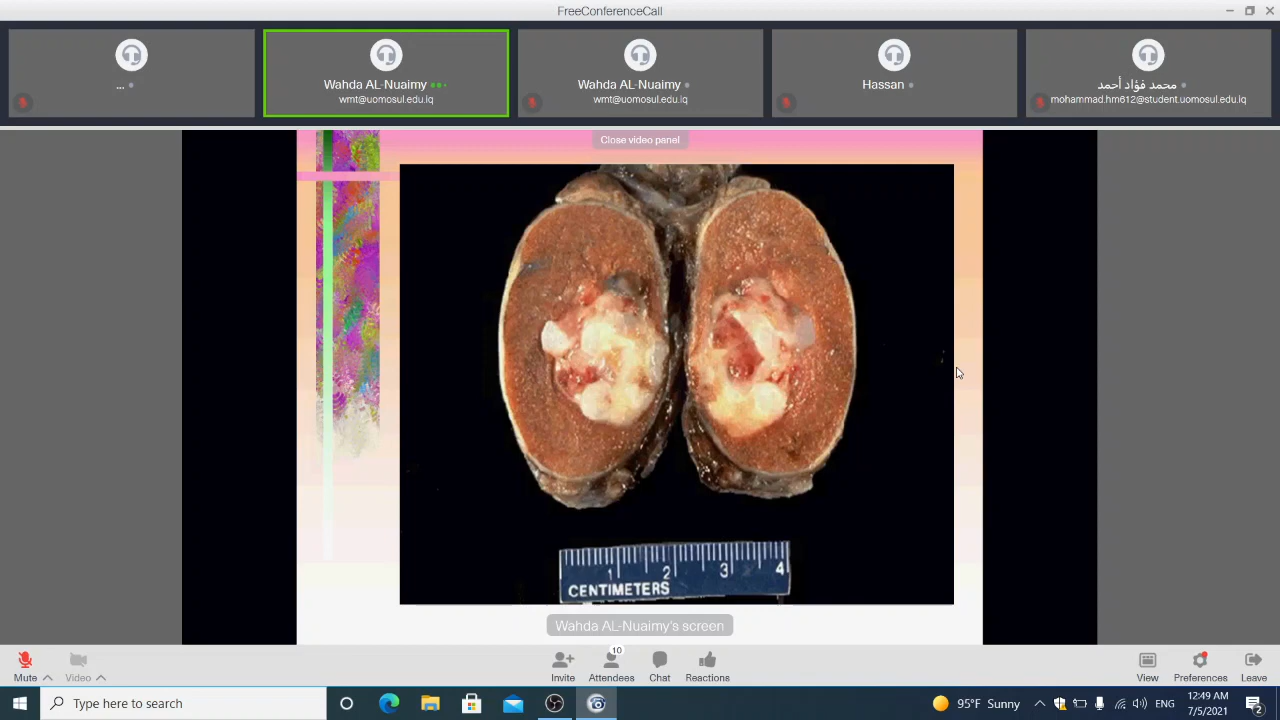 FreeConferenceCall
...
Wahda AL-Nuaimy
wmt@uomosul.edu.iq
Wahda AL-Nuaimy
wmt@uomosul.edu.iq
Hassan
محمد فؤاد أحمد
mohammad.hm612@student.uomosul.edu.iq
Close video panel
1 2 3 4
CENTIMETERS
Wahda AL-Nuaimy's screen
Mute
Video
Invite
10
Attendees
Chat
Reactions
View
Preferences
Leave
Type here to search
95°F Sunny
ENG
12:49 AM
7/5/2021
2